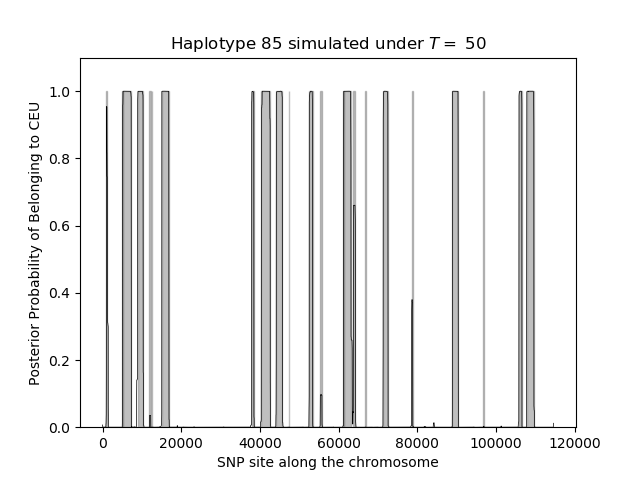 Haplotype 85 simulated under T = 50
Posterior Probability of Belonging to CEU
1.0
0.8
0.6
0.4
0.2
0.0
0 20000 40000 60000 80000 100000 120000
SNP site along the chromosome